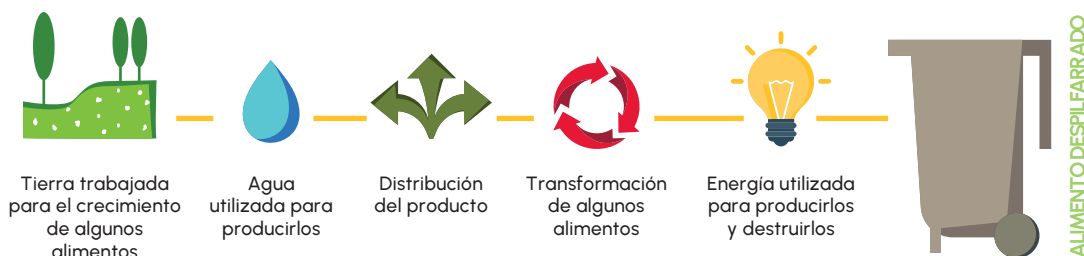 Tierra trabajada
para el crecimiento
de algunos
alimentos
Agua
utilizada para
producirlos
Distribución
del producto
Transformación
de algunos
alimentos
Energía utilizada
para producirlos
y destruirlos
ALIMENTO DESPILFARRADO